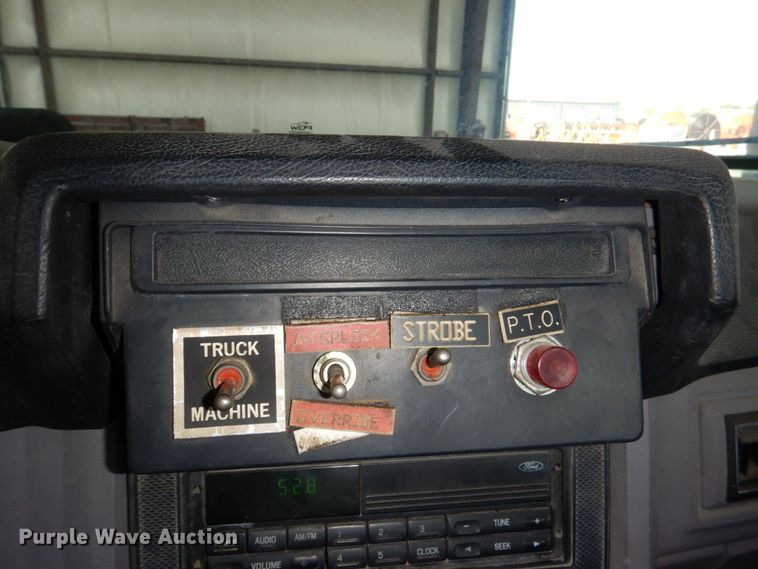 TRUCK
MACHINE
INTERLOCK
OVERRIDE
STROBE
P.T.O.
Ford
5:28
AUDIO
AM/FM
1
2
3
- TUNE +
VOLUME
4
5
6
CLOCK
SEEK
Purple Wave Auction